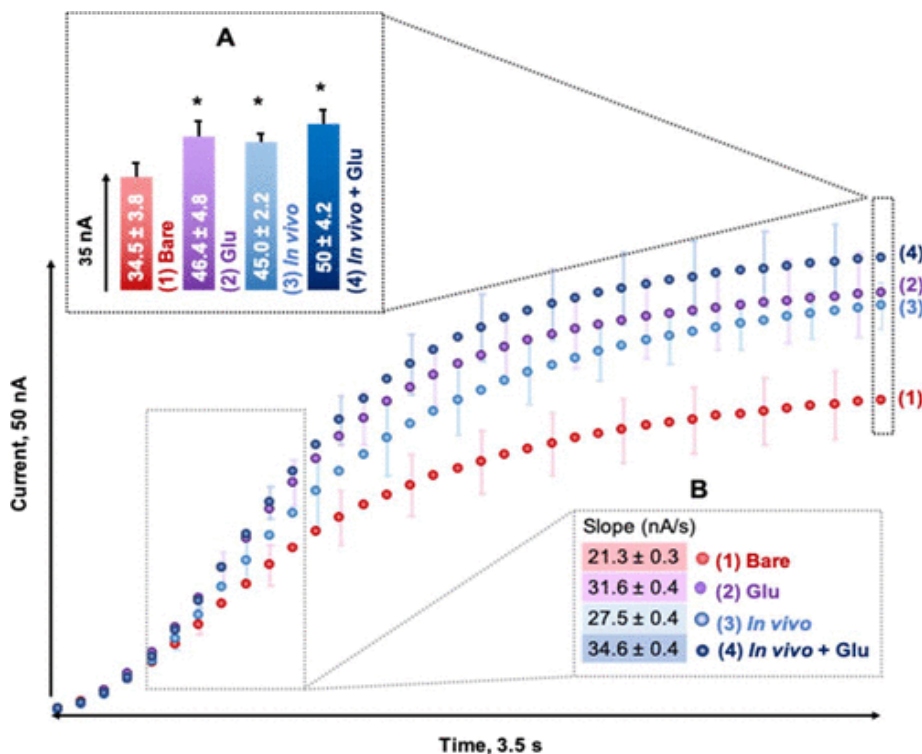 A
*
*
*
35 nA
34.5 ± 3.8
(1) Bare
46.4 ± 4.8
(2) Glu
45.0 ± 2.2
(3) In vivo
50 ± 4.2
(4) In vivo + Glu
Current, 50 nA
(4)
(2)
(3)
(1)
B
Slope (nA/s)
21.3 ± 0.3 (1) Bare
31.6 ± 0.4 (2) Glu
27.5 ± 0.4 (3) In vivo
34.6 ± 0.4 (4) In vivo + Glu
Time, 3.5 s